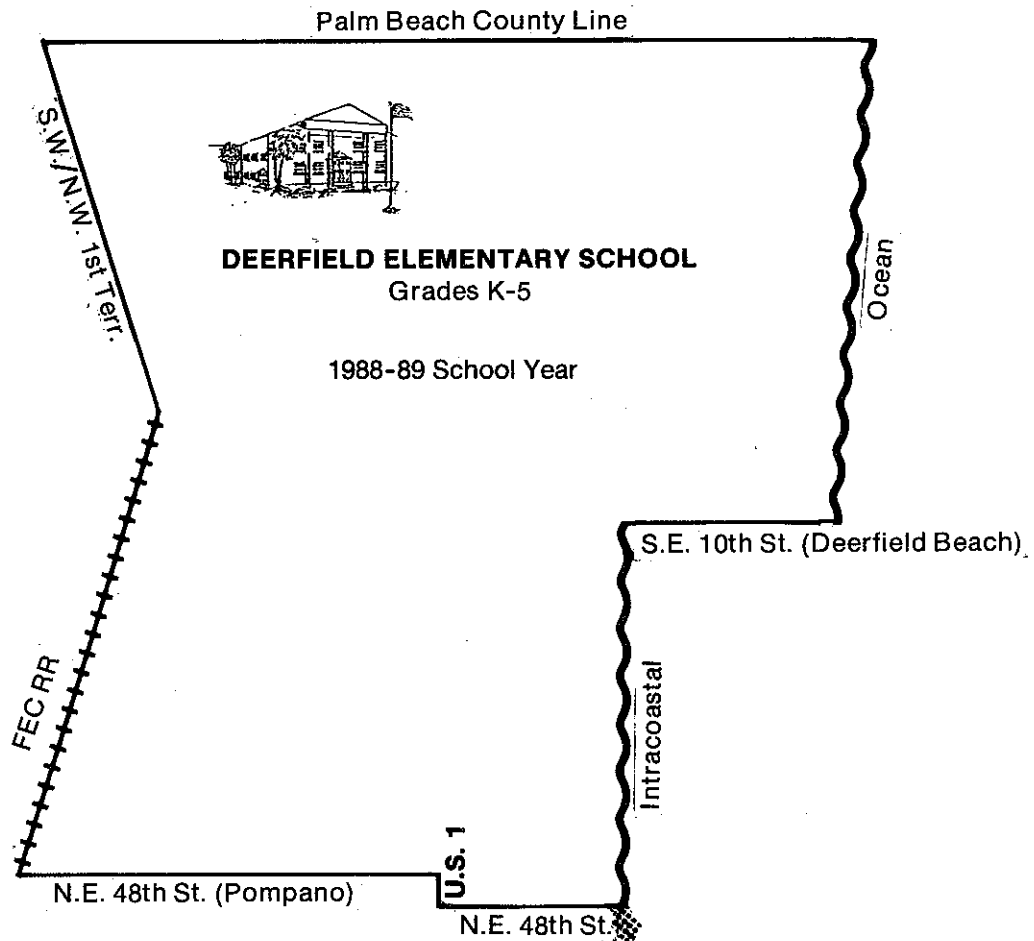 Palm Beach County Line
S.W./N.W. 1st Terr.
DEERFIELD ELEMENTARY SCHOOL
Grades K-5
Ocean
1988-89 School Year
S.E. 10th St. (Deerfield Beach)
FEC RR
Intracoastal
U.S. 1
N.E. 48th St. (Pompano)
N.E. 48th St.